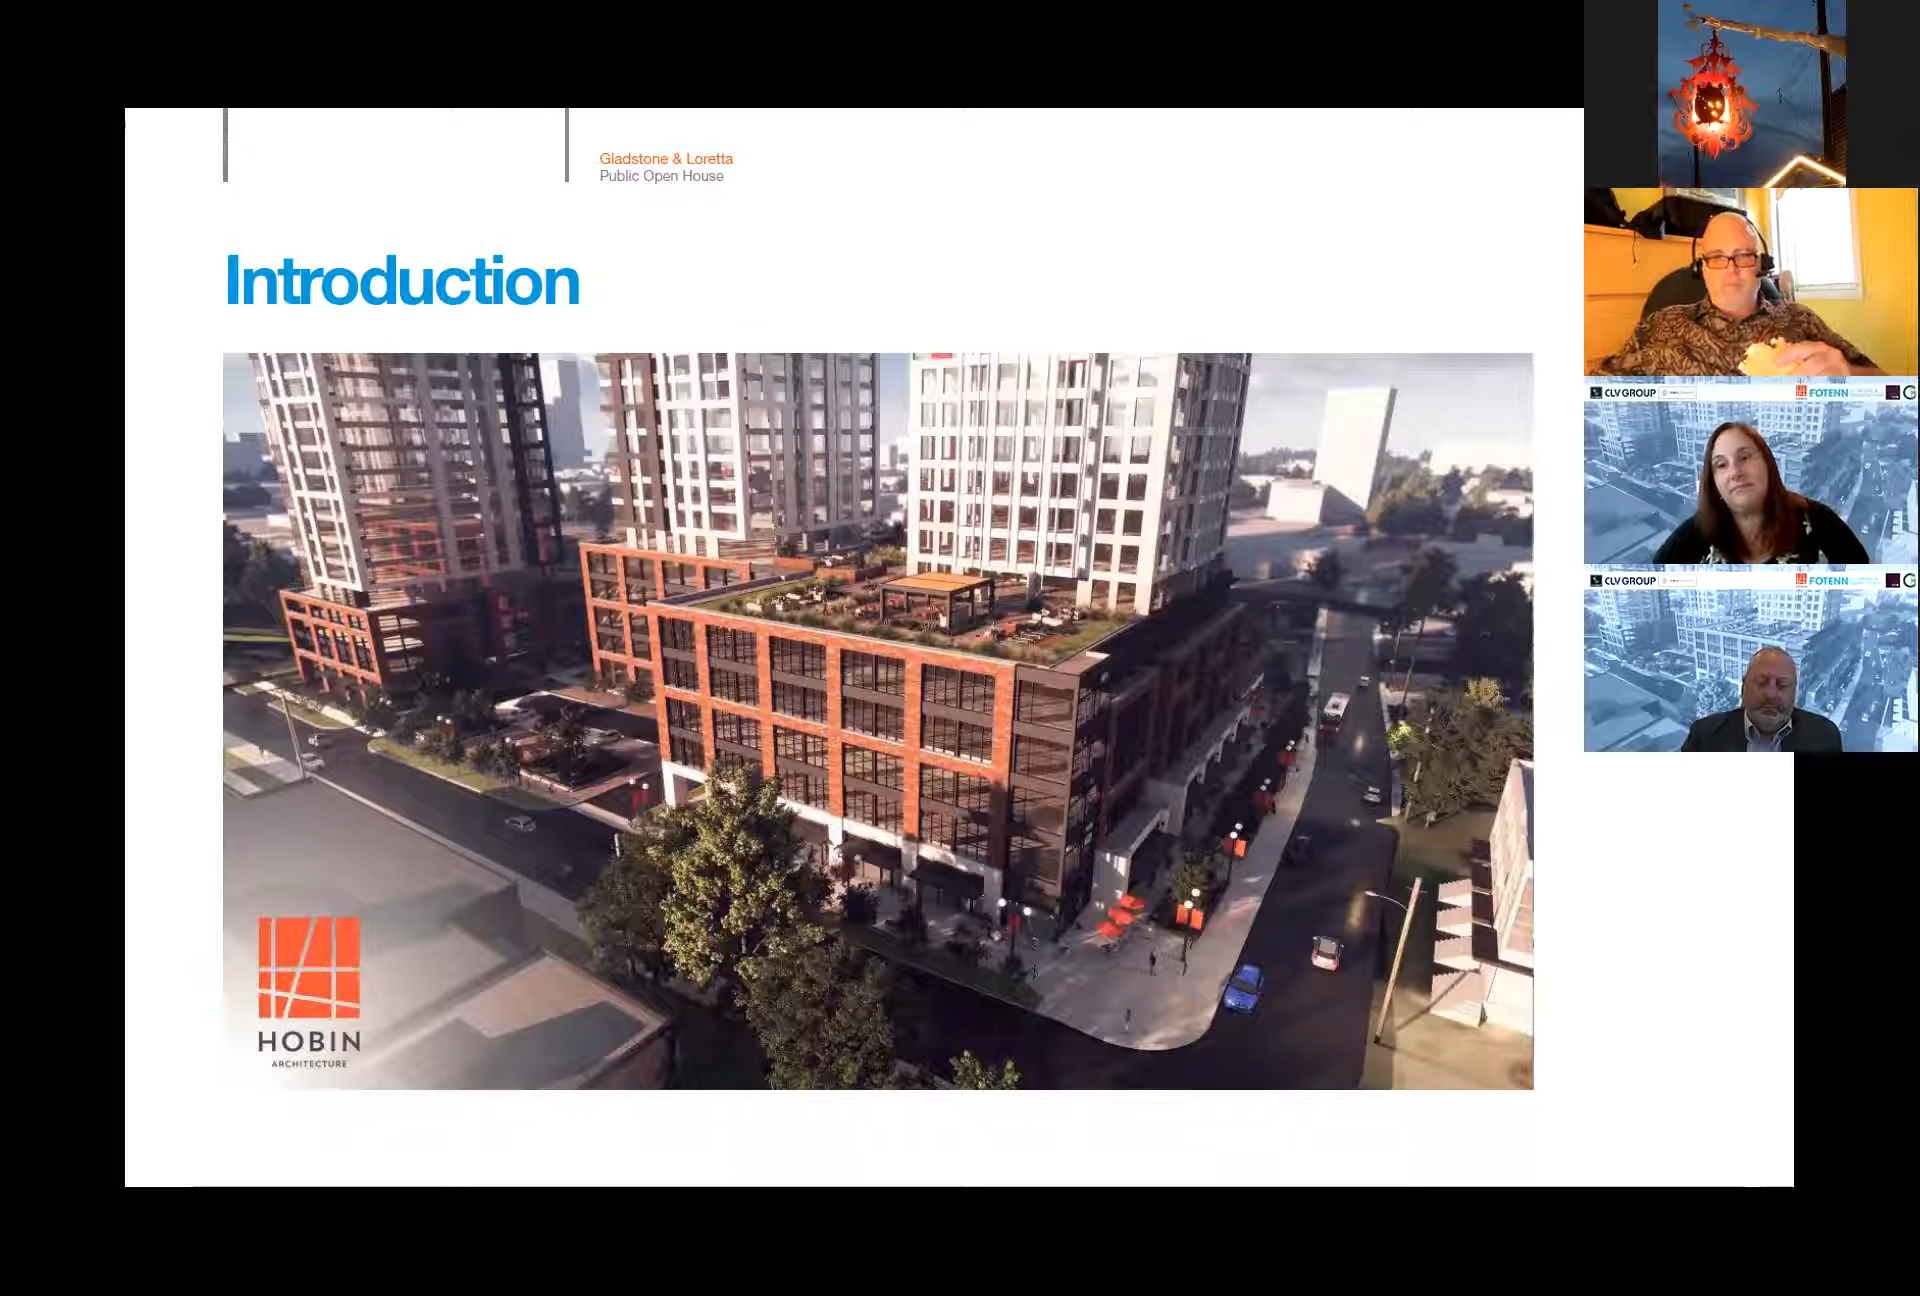 Gladstone & Loretta
Public Open House
Introduction
HOBIN
ARCHITECTURE
CLV GROUP
FOTENN
CLV GROUP
FOTENN